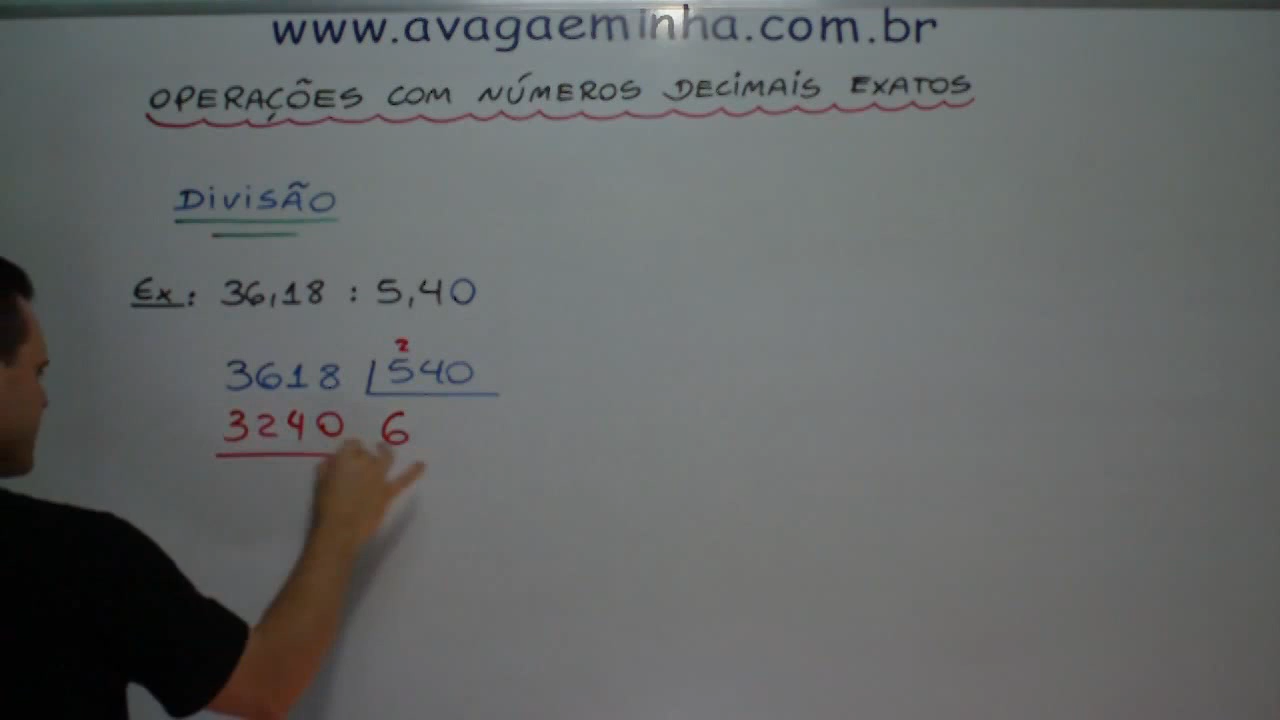 www.avagaeminha.com.br
OPERAÇÕES COM NÚMEROS DECIMAIS EXATOS
DIVISÃO
Ex: 36,18 : 5,40
2
3618 540
3240 6